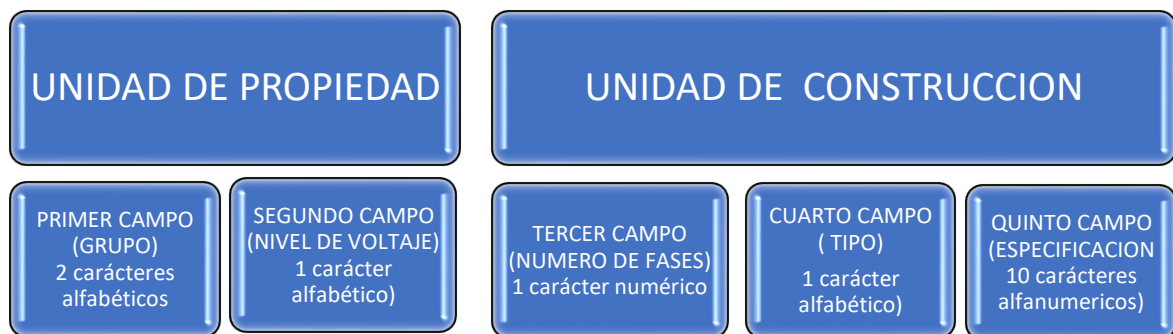 UNIDAD DE PROPIEDAD
UNIDAD DE CONSTRUCCION
PRIMER CAMPO
(GRUPO)
2 carácteres
alfabéticos
SEGUNDO CAMPO
(NIVEL DE VOLTAJE)
1 carácter
alfabético)
TERCER CAMPO
(NUMERO DE FASES)
1 carácter numérico
CUARTO CAMPO
( TIPO)
1 carácter
alfabético)
QUINTO CAMPO
(ESPECIFICACION
10 carácteres
alfanumericos)